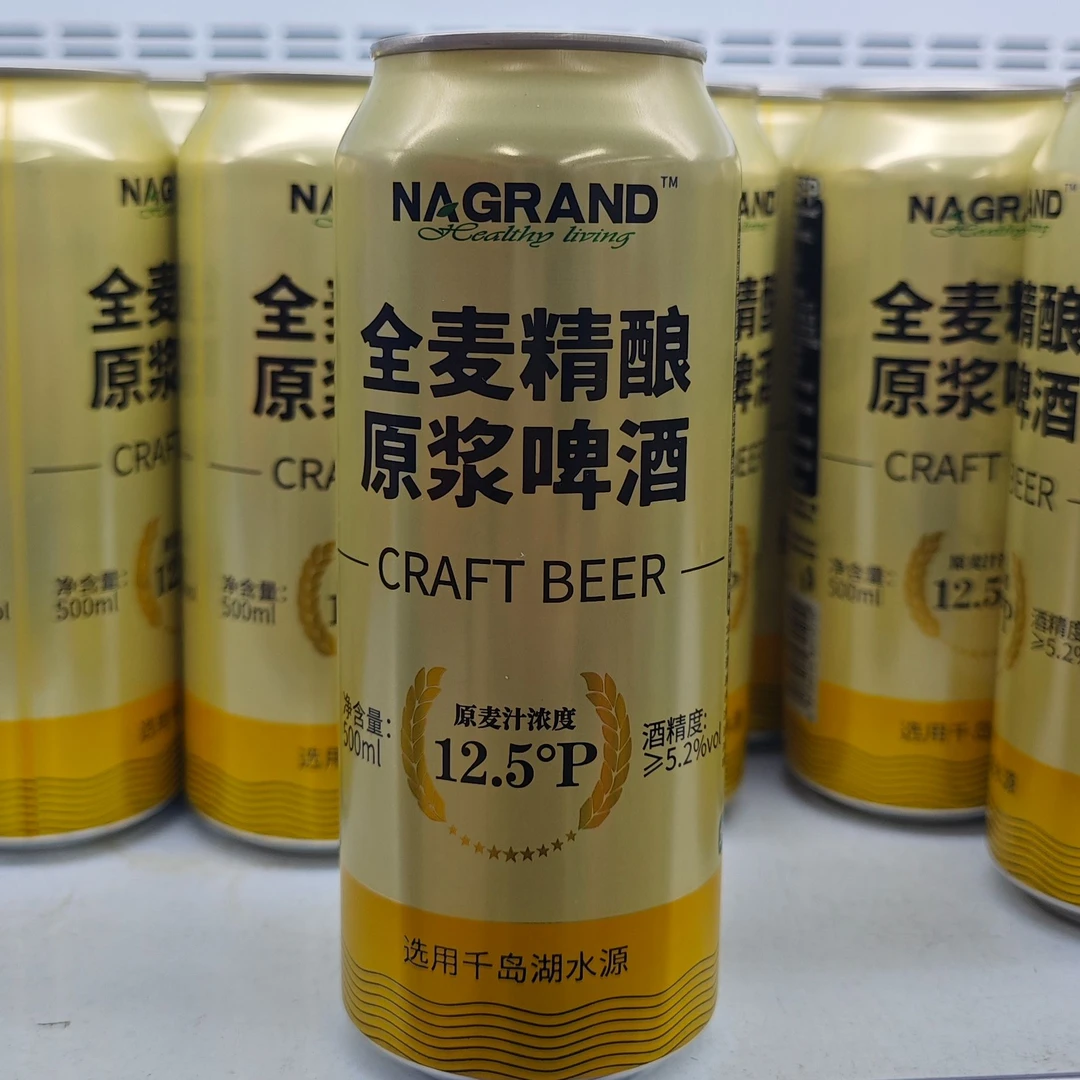 NAGRAND™
Healthy living
全麦精酿
原浆啤酒
CRAFT BEER
净含量:
500ml
原麦汁浓度
12.5°P
酒精度:
≥5.2%vol
选用千岛湖水源